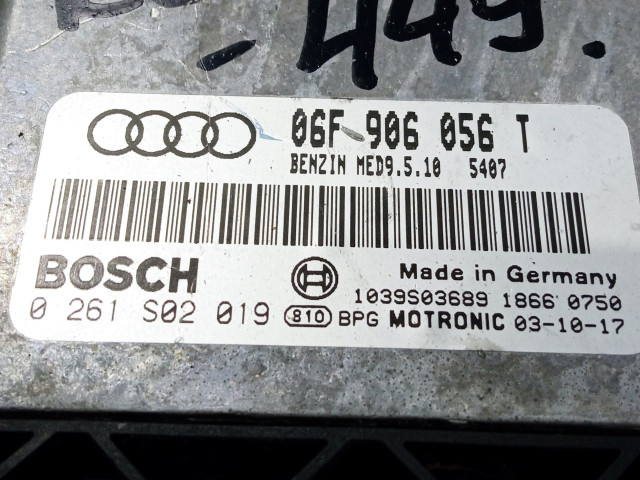 -449.
06F 906 056 T
BENZIN MED9.5.10 5407
BOSCH
Made in Germany
1039S03689 1866 0750
0 261 S02 019 810 BPG MOTRONIC 03-10-17